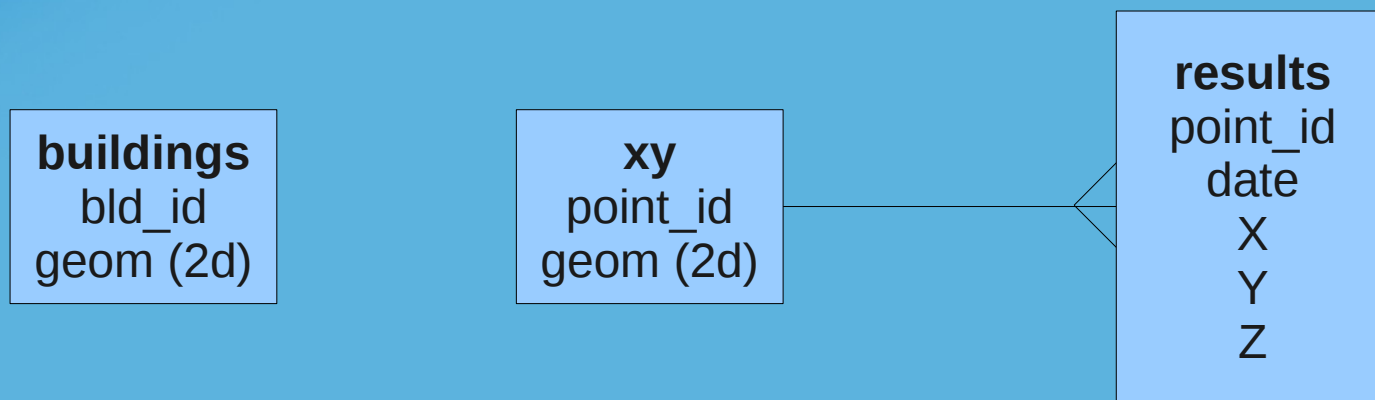 buildings
bld_id
geom (2d)
xy
point_id
geom (2d)
results
point_id
date
X
Y
Z